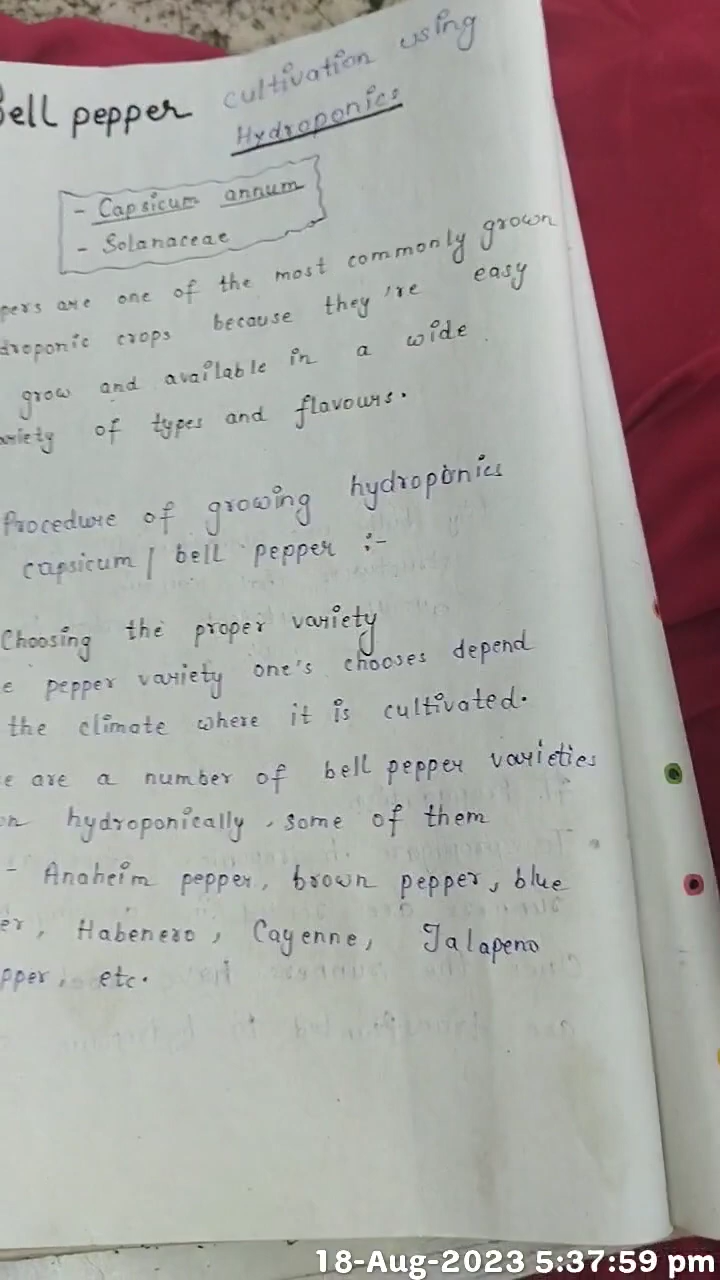 Bell pepper cultivation using
Hydroponics
- Capsicum annum
- Solanaceae
pers are one of the most commonly grown
droponic crops because they're easy
grow and available in a wide
ariety of types and flavours.
Procedure of growing hydroponics
capsicum / bell pepper :-
Choosing the proper variety
e pepper variety one's chooses depend
the climate where it is cultivated.
e are a number of bell pepper varieties
on hydroponically, some of them
- Anaheim pepper, brown pepper, blue
er, Habenero, Cayenne, Jalapeno
pper, etc.
18-Aug-2023 5:37:59 pm